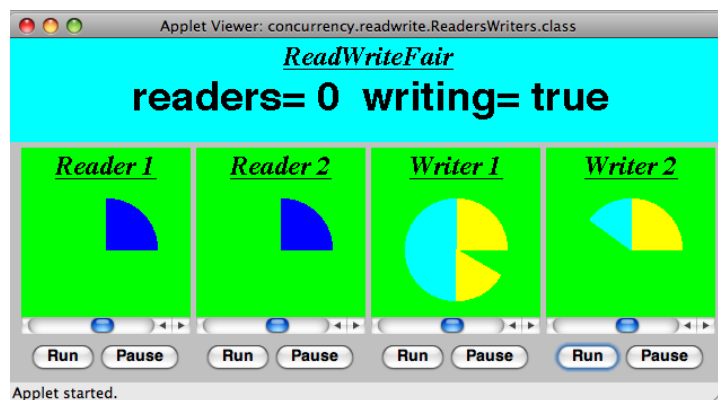 Applet Viewer: concurrency.readwrite.ReadersWriters.class
ReadWriteFair
readers= 0 writing= true
Reader 1 Reader 2 Writer 1 Writer 2
Run Pause Run Pause Run Pause Run Pause
Applet started.